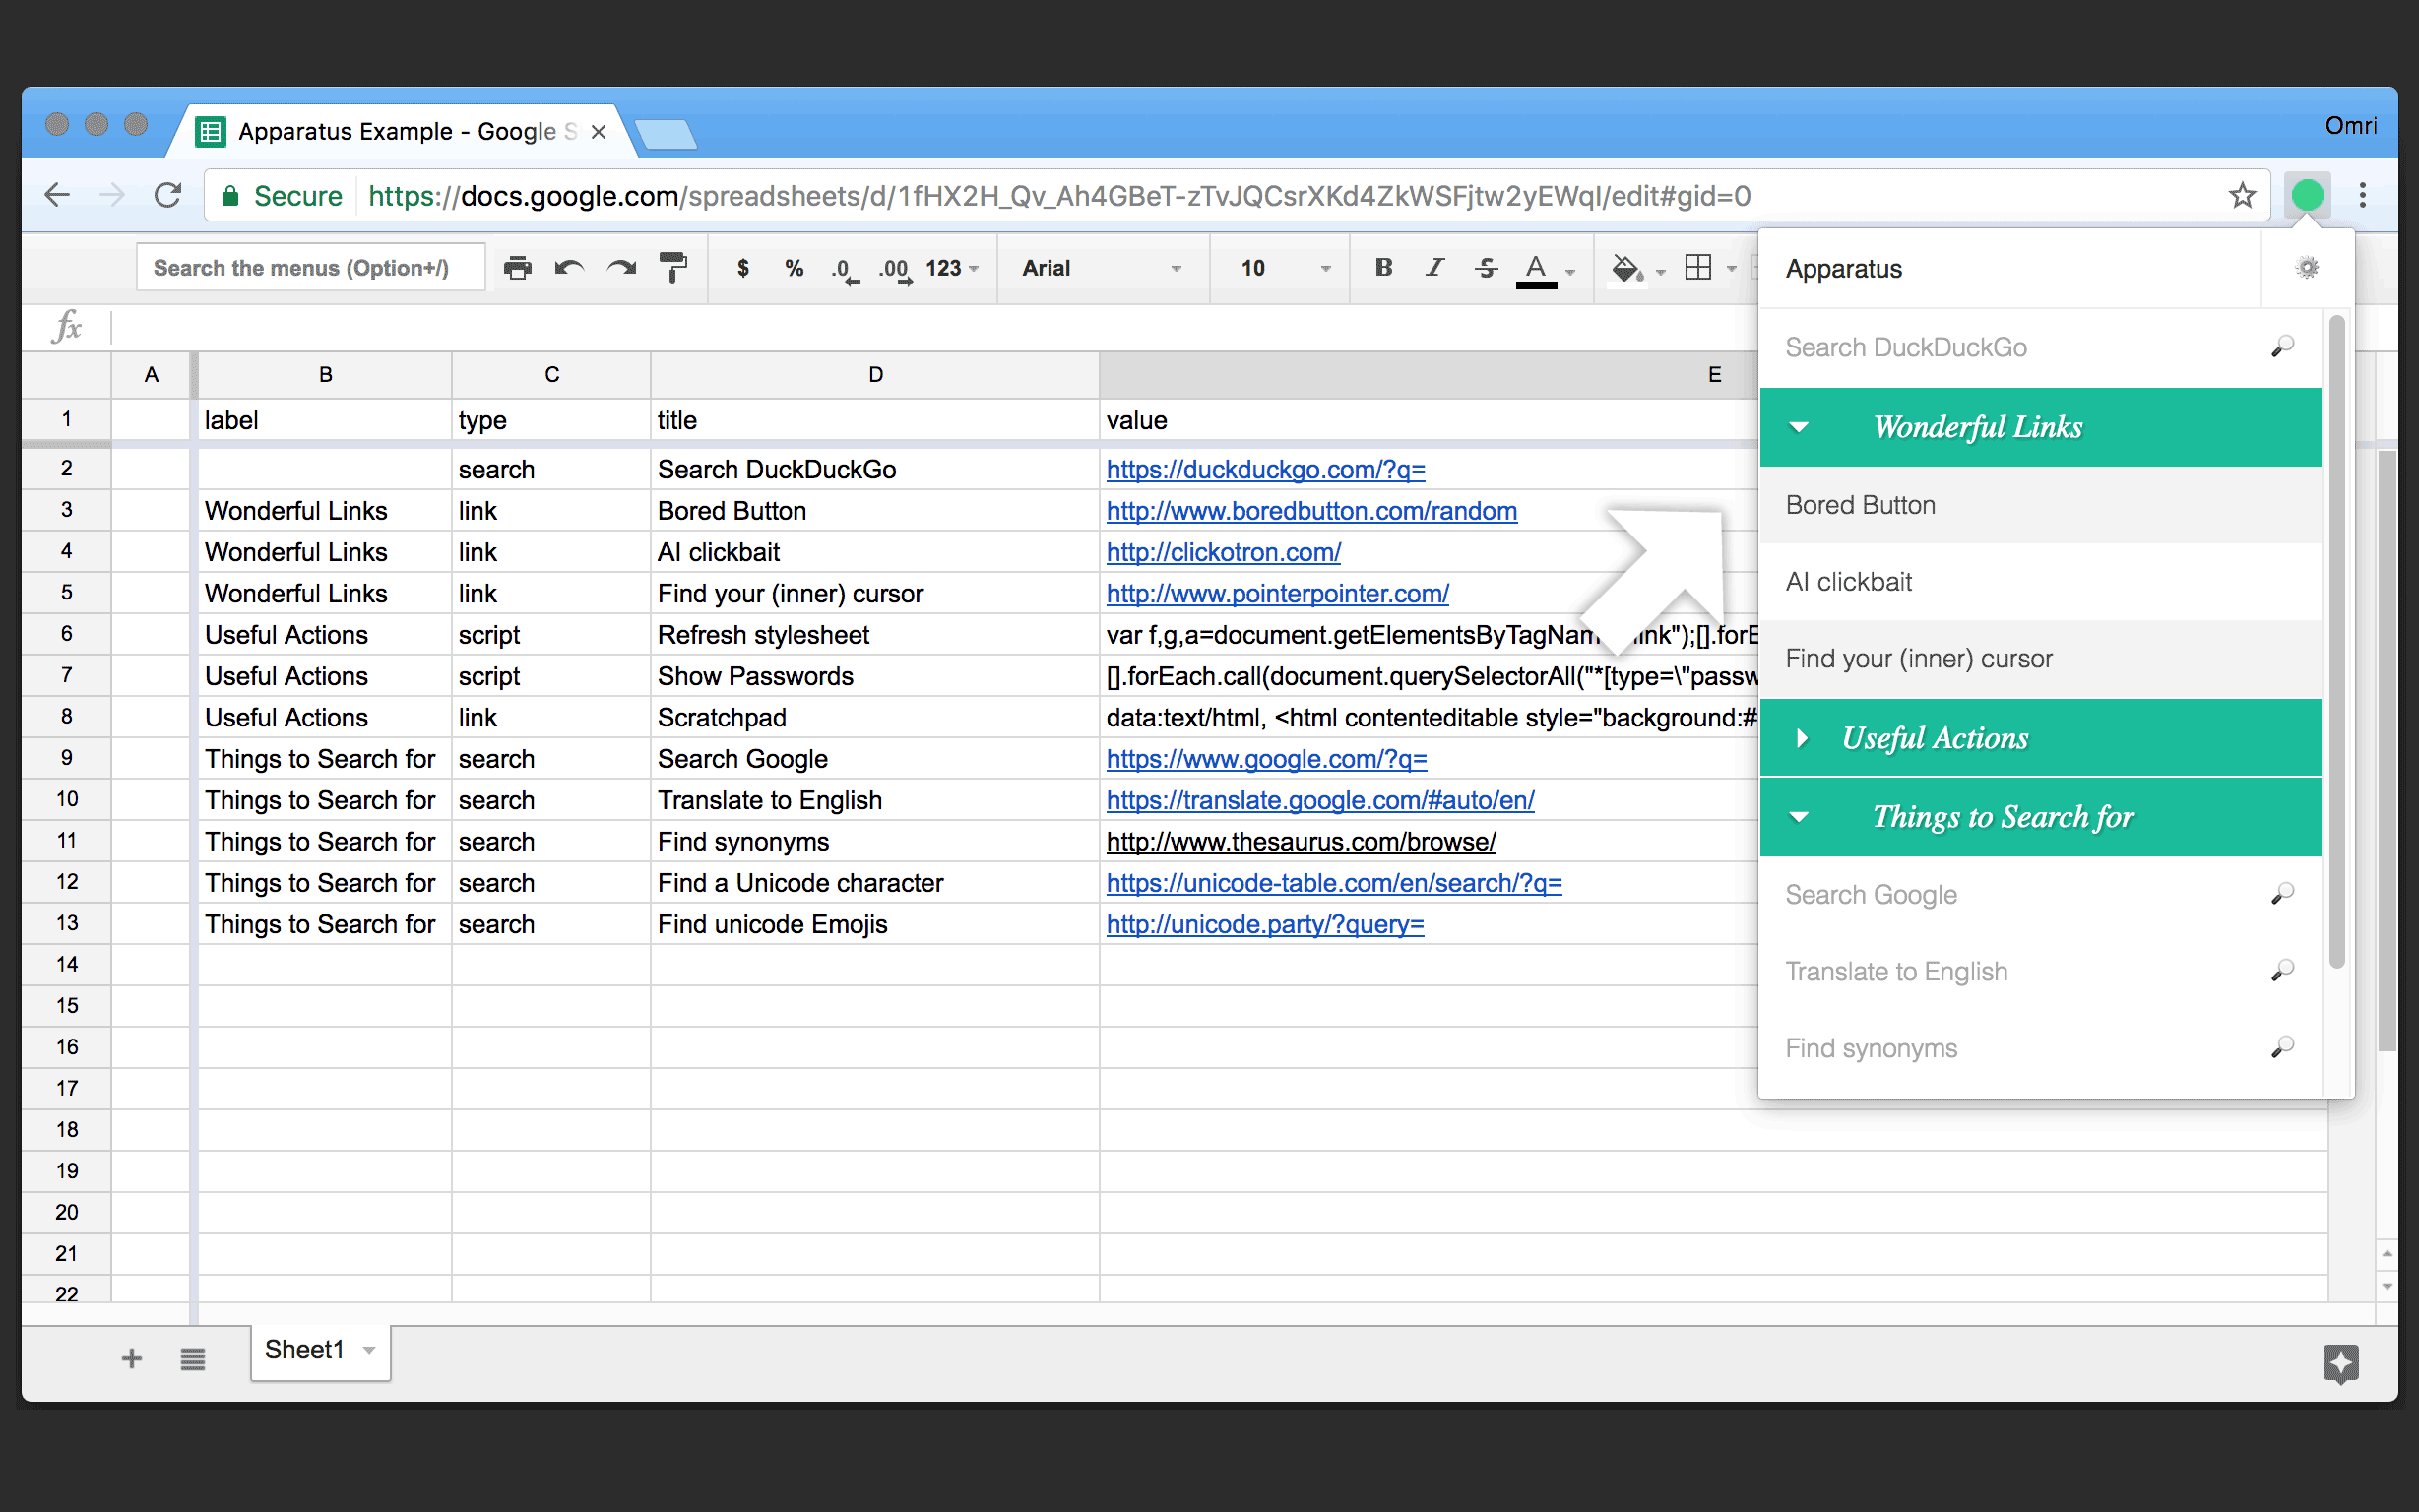 Apparatus Example - Google S
Omri
Secure https://docs.google.com/spreadsheets/d/1fHX2H_Qv_Ah4GBeT-zTvJQCsrXKd4ZkWSFjtw2yEWqI/edit#gid=0
Search the menus (Option+/) $ % .0 .00 123 Arial 10 B I S A
fx
A B C D E
1 label type title value
2 search Search DuckDuckGo https://duckduckgo.com/?q=
3 Wonderful Links link Bored Button http://www.boredbutton.com/random
4 Wonderful Links link AI clickbait http://clickotron.com/
5 Wonderful Links link Find your (inner) cursor http://www.pointerpointer.com/
6 Useful Actions script Refresh stylesheet var f,g,a=document.getElementsByTagNam ink");[].forE
7 Useful Actions script Show Passwords [].forEach.call(document.querySelectorAll("*[type=\"passw
8 Useful Actions link Scratchpad data:text/html, <html contenteditable style="background:#
9 Things to Search for search Search Google https://www.google.com/?q=
10 Things to Search for search Translate to English https://translate.google.com/#auto/en/
11 Things to Search for search Find synonyms http://www.thesaurus.com/browse/
12 Things to Search for search Find a Unicode character https://unicode-table.com/en/search/?q=
13 Things to Search for search Find unicode Emojis http://unicode.party/?query=
14
15
16
17
18
19
20
21
22
Sheet1
Apparatus
Search DuckDuckGo
Wonderful Links
Bored Button
AI clickbait
Find your (inner) cursor
Useful Actions
Things to Search for
Search Google
Translate to English
Find synonyms